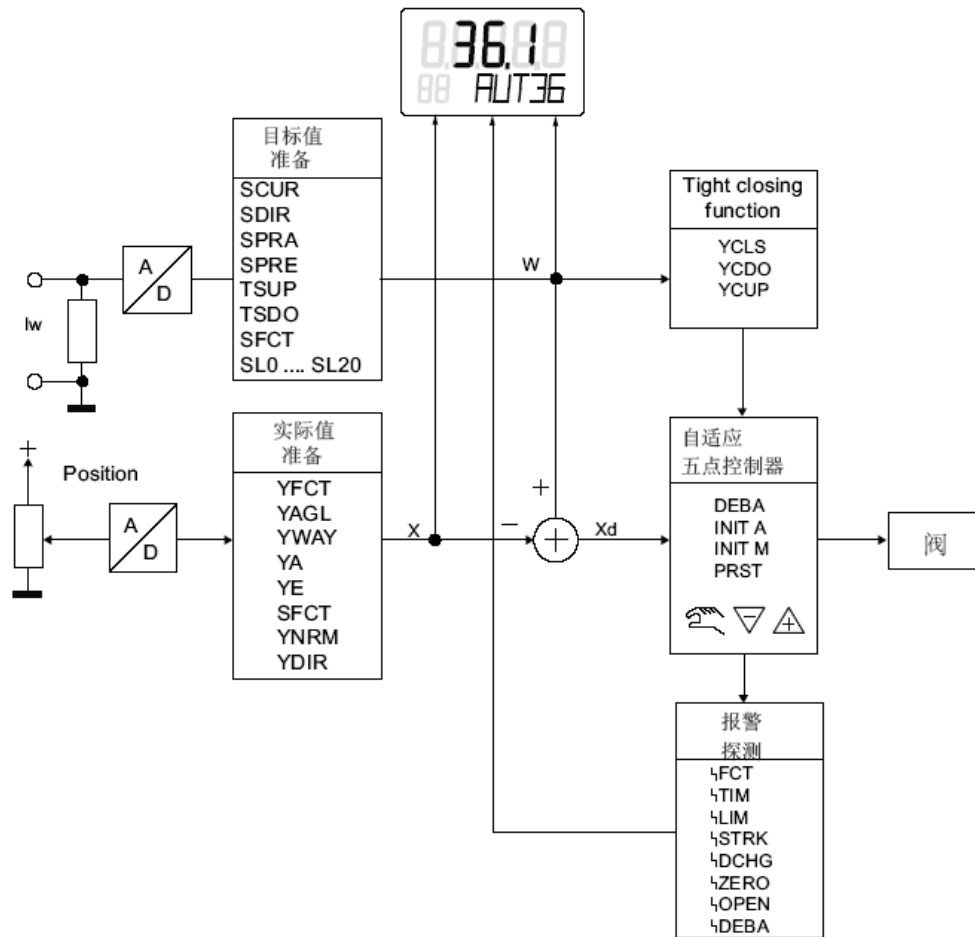 36.1
AUT36
目标值
准备
SCUR
SDIR
SPRA
SPRE
TSUP
TSDO
SFCT
SL0 .... SL20
A
D
Iw
W
Tight closing
function
YCLS
YCDO
YCUP
+
Position
A
D
实际值
准备
YFCT
YAGL
YWAY
YA
YE
SFCT
YNRM
YDIR
X
−
+
+
Xd
自适应
五点控制器
DEBA
INIT A
INIT M
PRST
−
+
阀
报警
探测
ϟFCT
ϟTIM
ϟLIM
ϟSTRK
ϟDCHG
ϟZERO
ϟOPEN
ϟDEBA